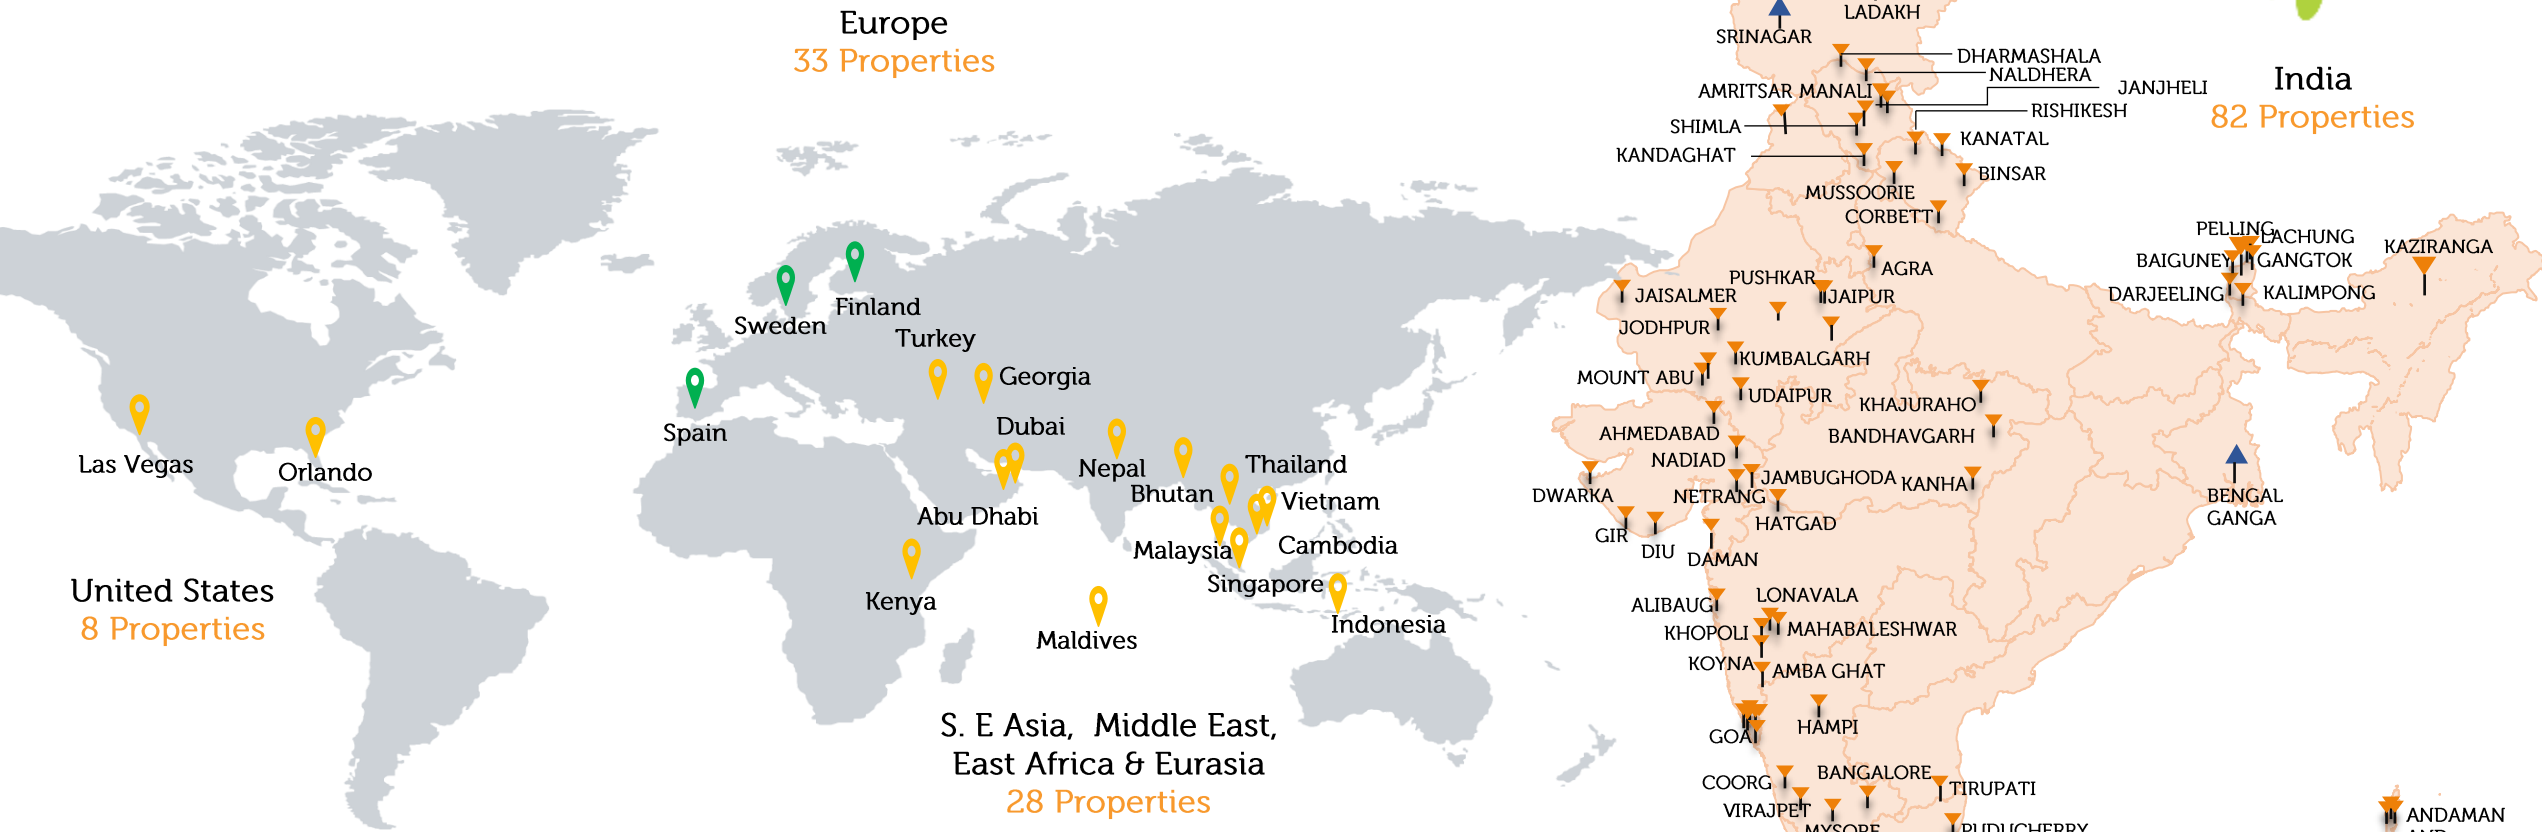 Europe
33 Properties
Finland
Sweden
Turkey
Georgia
Spain
Dubai
Las Vegas
Orlando
Nepal
Thailand
Bhutan
Vietnam
Abu Dhabi
Malaysia
Cambodia
Singapore
Kenya
Indonesia
Maldives
United States
8 Properties
S. E Asia, Middle East,
East Africa & Eurasia
28 Properties
India
82 Properties
LADAKH
SRINAGAR
DHARMASHALA
NALDHERA
JANJHELI
AMRITSAR
MANALI
RISHIKESH
SHIMLA
KANATAL
KANDAGHAT
BINSAR
MUSSOORIE
CORBETT
PELLING
LACHUNG
KAZIRANGA
BAIGUNEY
GANGTOK
AGRA
PUSHKAR
DARJEELING
KALIMPONG
JAISALMER
JAIPUR
JODHPUR
KUMBALGARH
MOUNT ABU
UDAIPUR
KHAJURAHO
AHMEDABAD
BANDHAVGARH
NADIAD
JAMBUGHODA
KANHA
DWARKA
NETRANG
BENGAL
GANGA
HATGAD
GIR
DIU
DAMAN
LONAVALA
ALIBAUG
KHOPOLI
MAHABALESHWAR
KOYNA
AMBA GHAT
HAMPI
GOA
COORG
BANGALORE
TIRUPATI
VIRAJPET
ANDAMAN
MYSORE
PUDUCHERRY